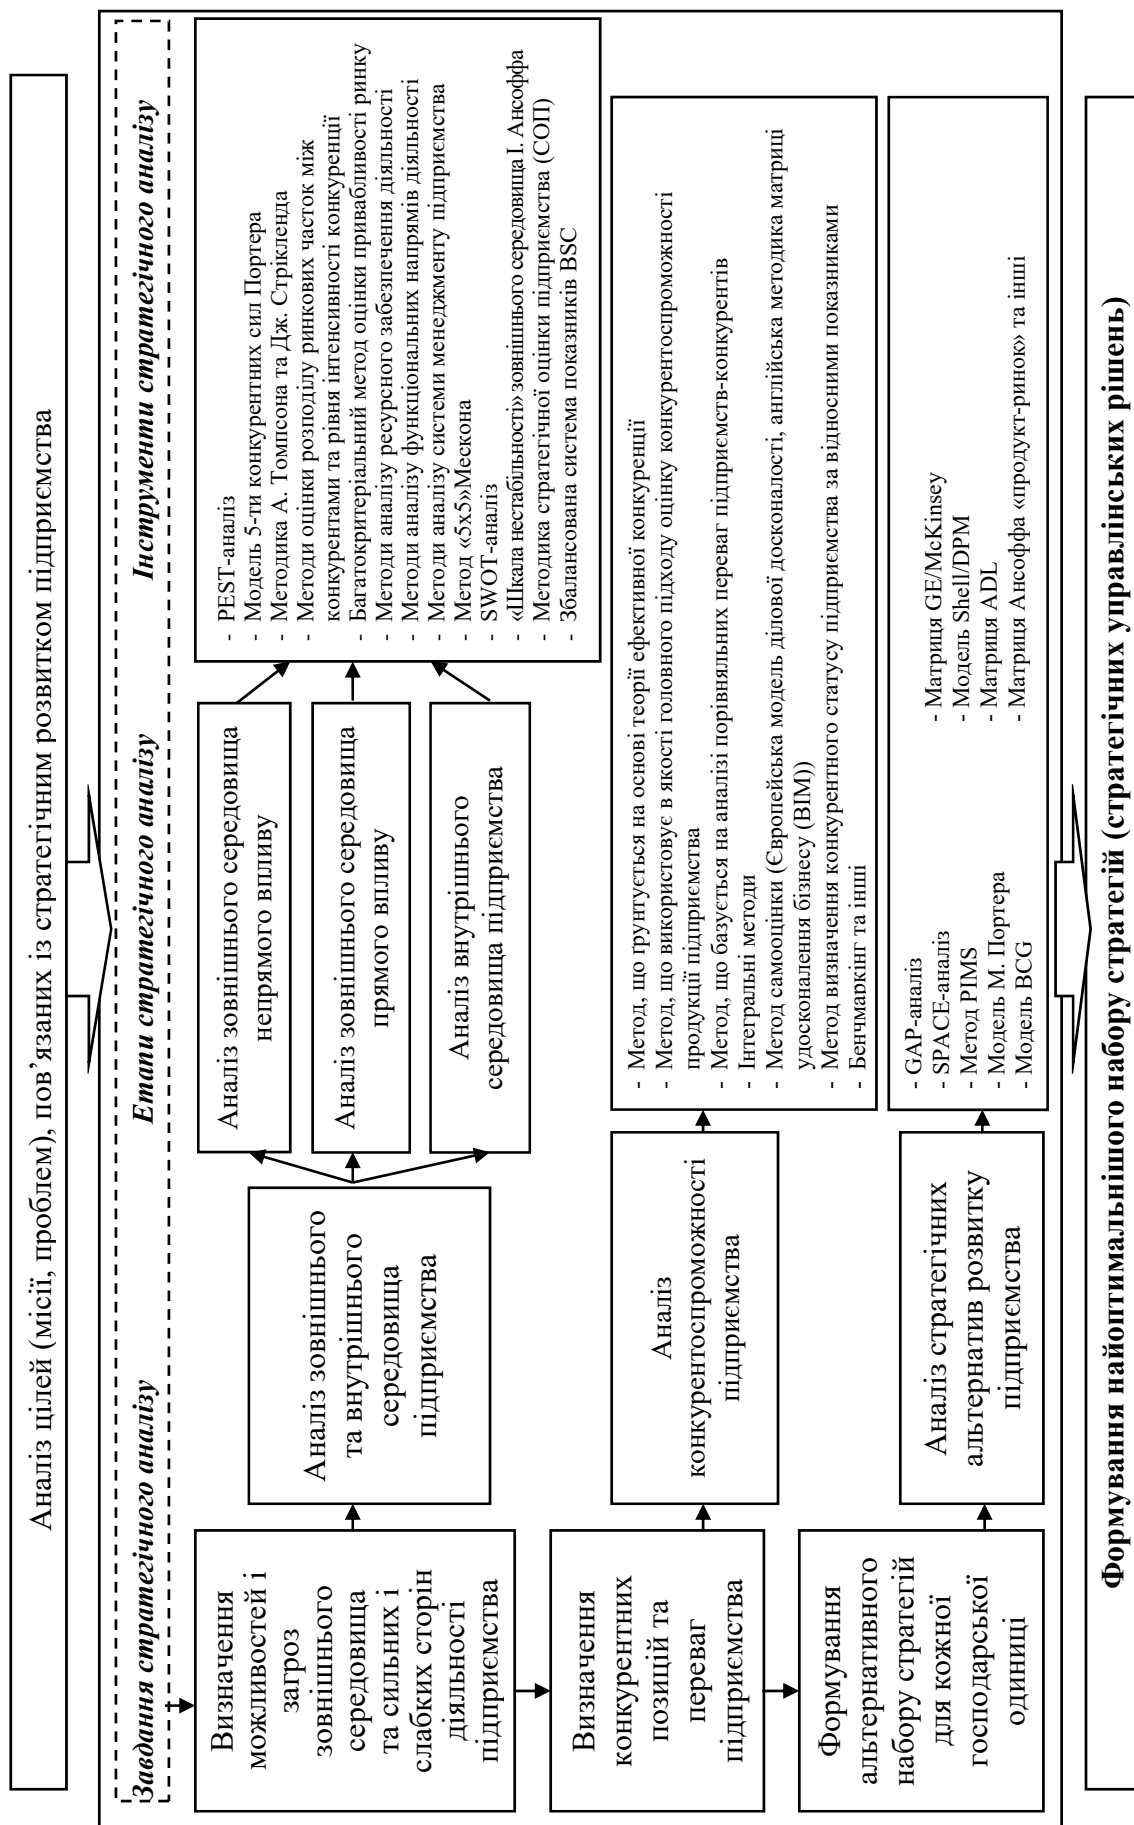 Аналіз цілей (місії, проблем), пов'язаних із стратегічним розвитком підприємства
Завдання стратегічного аналізу
Етапи стратегічного аналізу
Інструменти стратегічного аналізу
Визначення
можливостей і
загроз
зовнішнього
середовища
та сильних і
слабких сторін
діяльності
підприємства
Аналіз зовнішнього
та внутрішнього
середовища
підприємства
Аналіз зовнішнього середовища
непрямого впливу
Аналіз зовнішнього середовища
прямого впливу
Аналіз внутрішнього
середовища підприємства
- PEST-аналіз
- Модель 5-ти конкурентних сил Портера
- Методика А. Томпсона та Дж. Стрікленда
- Методи оцінки розподілу ринкових часток між
конкурентами та рівня інтенсивності конкуренції
- Багатокритеріальний метод оцінки привабливості ринку
- Методи аналізу ресурсного забезпечення діяльності
- Методи аналізу функціональних напрямів діяльності
- Методи аналізу системи менеджменту підприємства
- Метод «5х5»Мескона
- SWOT-аналіз
- «Шкала нестабільності» зовнішнього середовища І. Ансоффа
- Методика стратегічної оцінки підприємства (СОП)
- Збалансована система показників BSC
Визначення
конкурентних
позицій та
переваг
підприємства
Аналіз
конкурентоспроможності
підприємства
- Метод, що ґрунтується на основі теорії ефективної конкуренції
- Метод, що використовує в якості головного підходу оцінку конкурентоспроможності
продукції підприємства
- Метод, що базується на аналізі порівняльних переваг підприємств-конкурентів
- Інтегральні методи
- Метод самооцінки (Європейська модель ділової досконалості, англійська методика матриці
удосконалення бізнесу (BIM))
- Метод визначення конкурентного статусу підприємства за відносними показниками
- Бенчмаркінг та інші
Формування
альтернативного
набору стратегій
для кожної
господарської
одиниці
Аналіз стратегічних
альтернатив розвитку
підприємства
- GAP-аналіз
- SPACE-аналіз
- Метод PIMS
- Модель М. Портера
- Модель BCG
- Матриця GE/McKinsey
- Модель Shell/DPM
- Матриця ADL
- Матриця Ансоффа «продукт-ринок» та інші
Формування найоптимальнішого набору стратегій (стратегічних управлінських рішень)